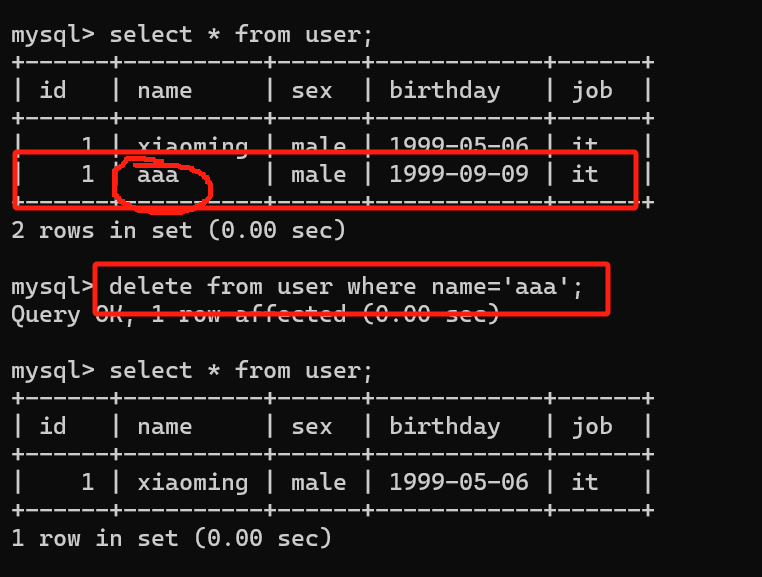 mysql> select * from user;
+------+-----------+------+------------+------+
| id   | name      | sex  | birthday   | job  |
+------+-----------+------+------------+------+
|    1 | xiaoming  | male | 1999-05-06 | it   |
|    1 | aaa       | male | 1999-09-09 | it   |
+------+-----------+------+------------+------+
2 rows in set (0.00 sec)
mysql> delete from user where name='aaa';
Query OK, 1 row affected (0.00 sec)
mysql> select * from user;
+------+----------+------+------------+------+
| id   | name     | sex  | birthday   | job  |
+------+----------+------+------------+------+
|    1 | xiaoming | male | 1999-05-06 | it   |
+------+----------+------+------------+------+
1 row in set (0.00 sec)